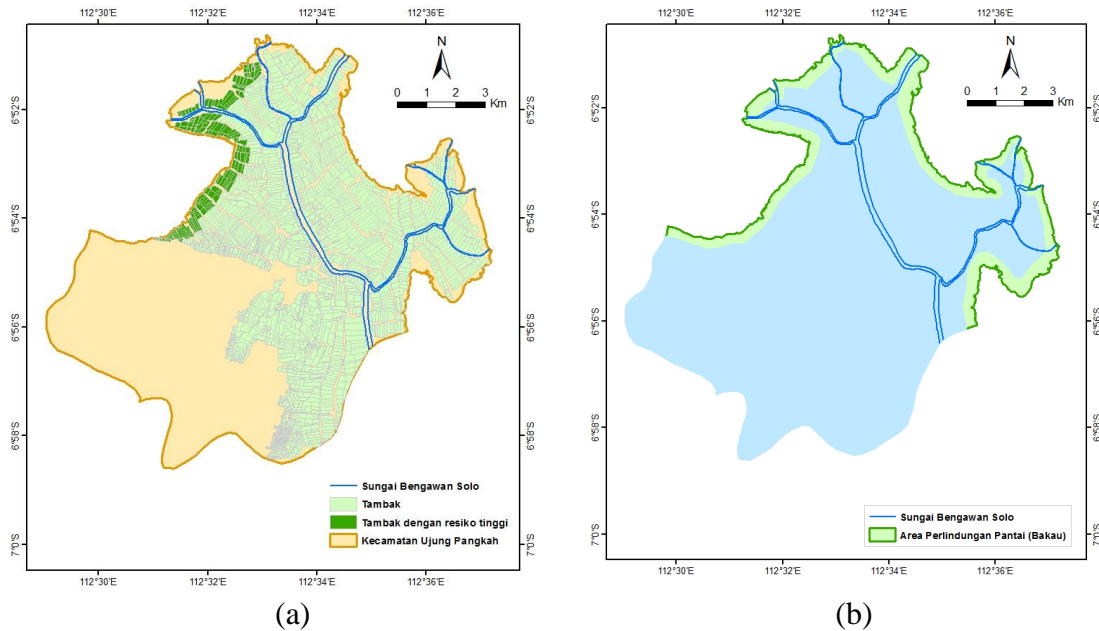 112°30'E 112°32'E 112°34'E 112°36'E
N
0 1 2 3
Km
6°52'S 6°52'S
6°54'S 6°54'S
6°56'S 6°56'S
6°58'S 6°58'S
7°0'S 7°0'S
Sungai Bengawan Solo
Tambak
Tambak dengan resiko tinggi
Kecamatan Ujung Pangkah
112°30'E 112°32'E 112°34'E 112°36'E
(a)
112°30'E 112°32'E 112°34'E 112°36'E
N
0 1 2 3
Km
6°52'S 6°52'S
6°54'S 6°54'S
6°56'S 6°56'S
6°58'S 6°58'S
7°0'S 7°0'S
Sungai Bengawan Solo
Area Perlindungan Pantai (Bakau)
112°30'E 112°32'E 112°34'E 112°36'E
(b)